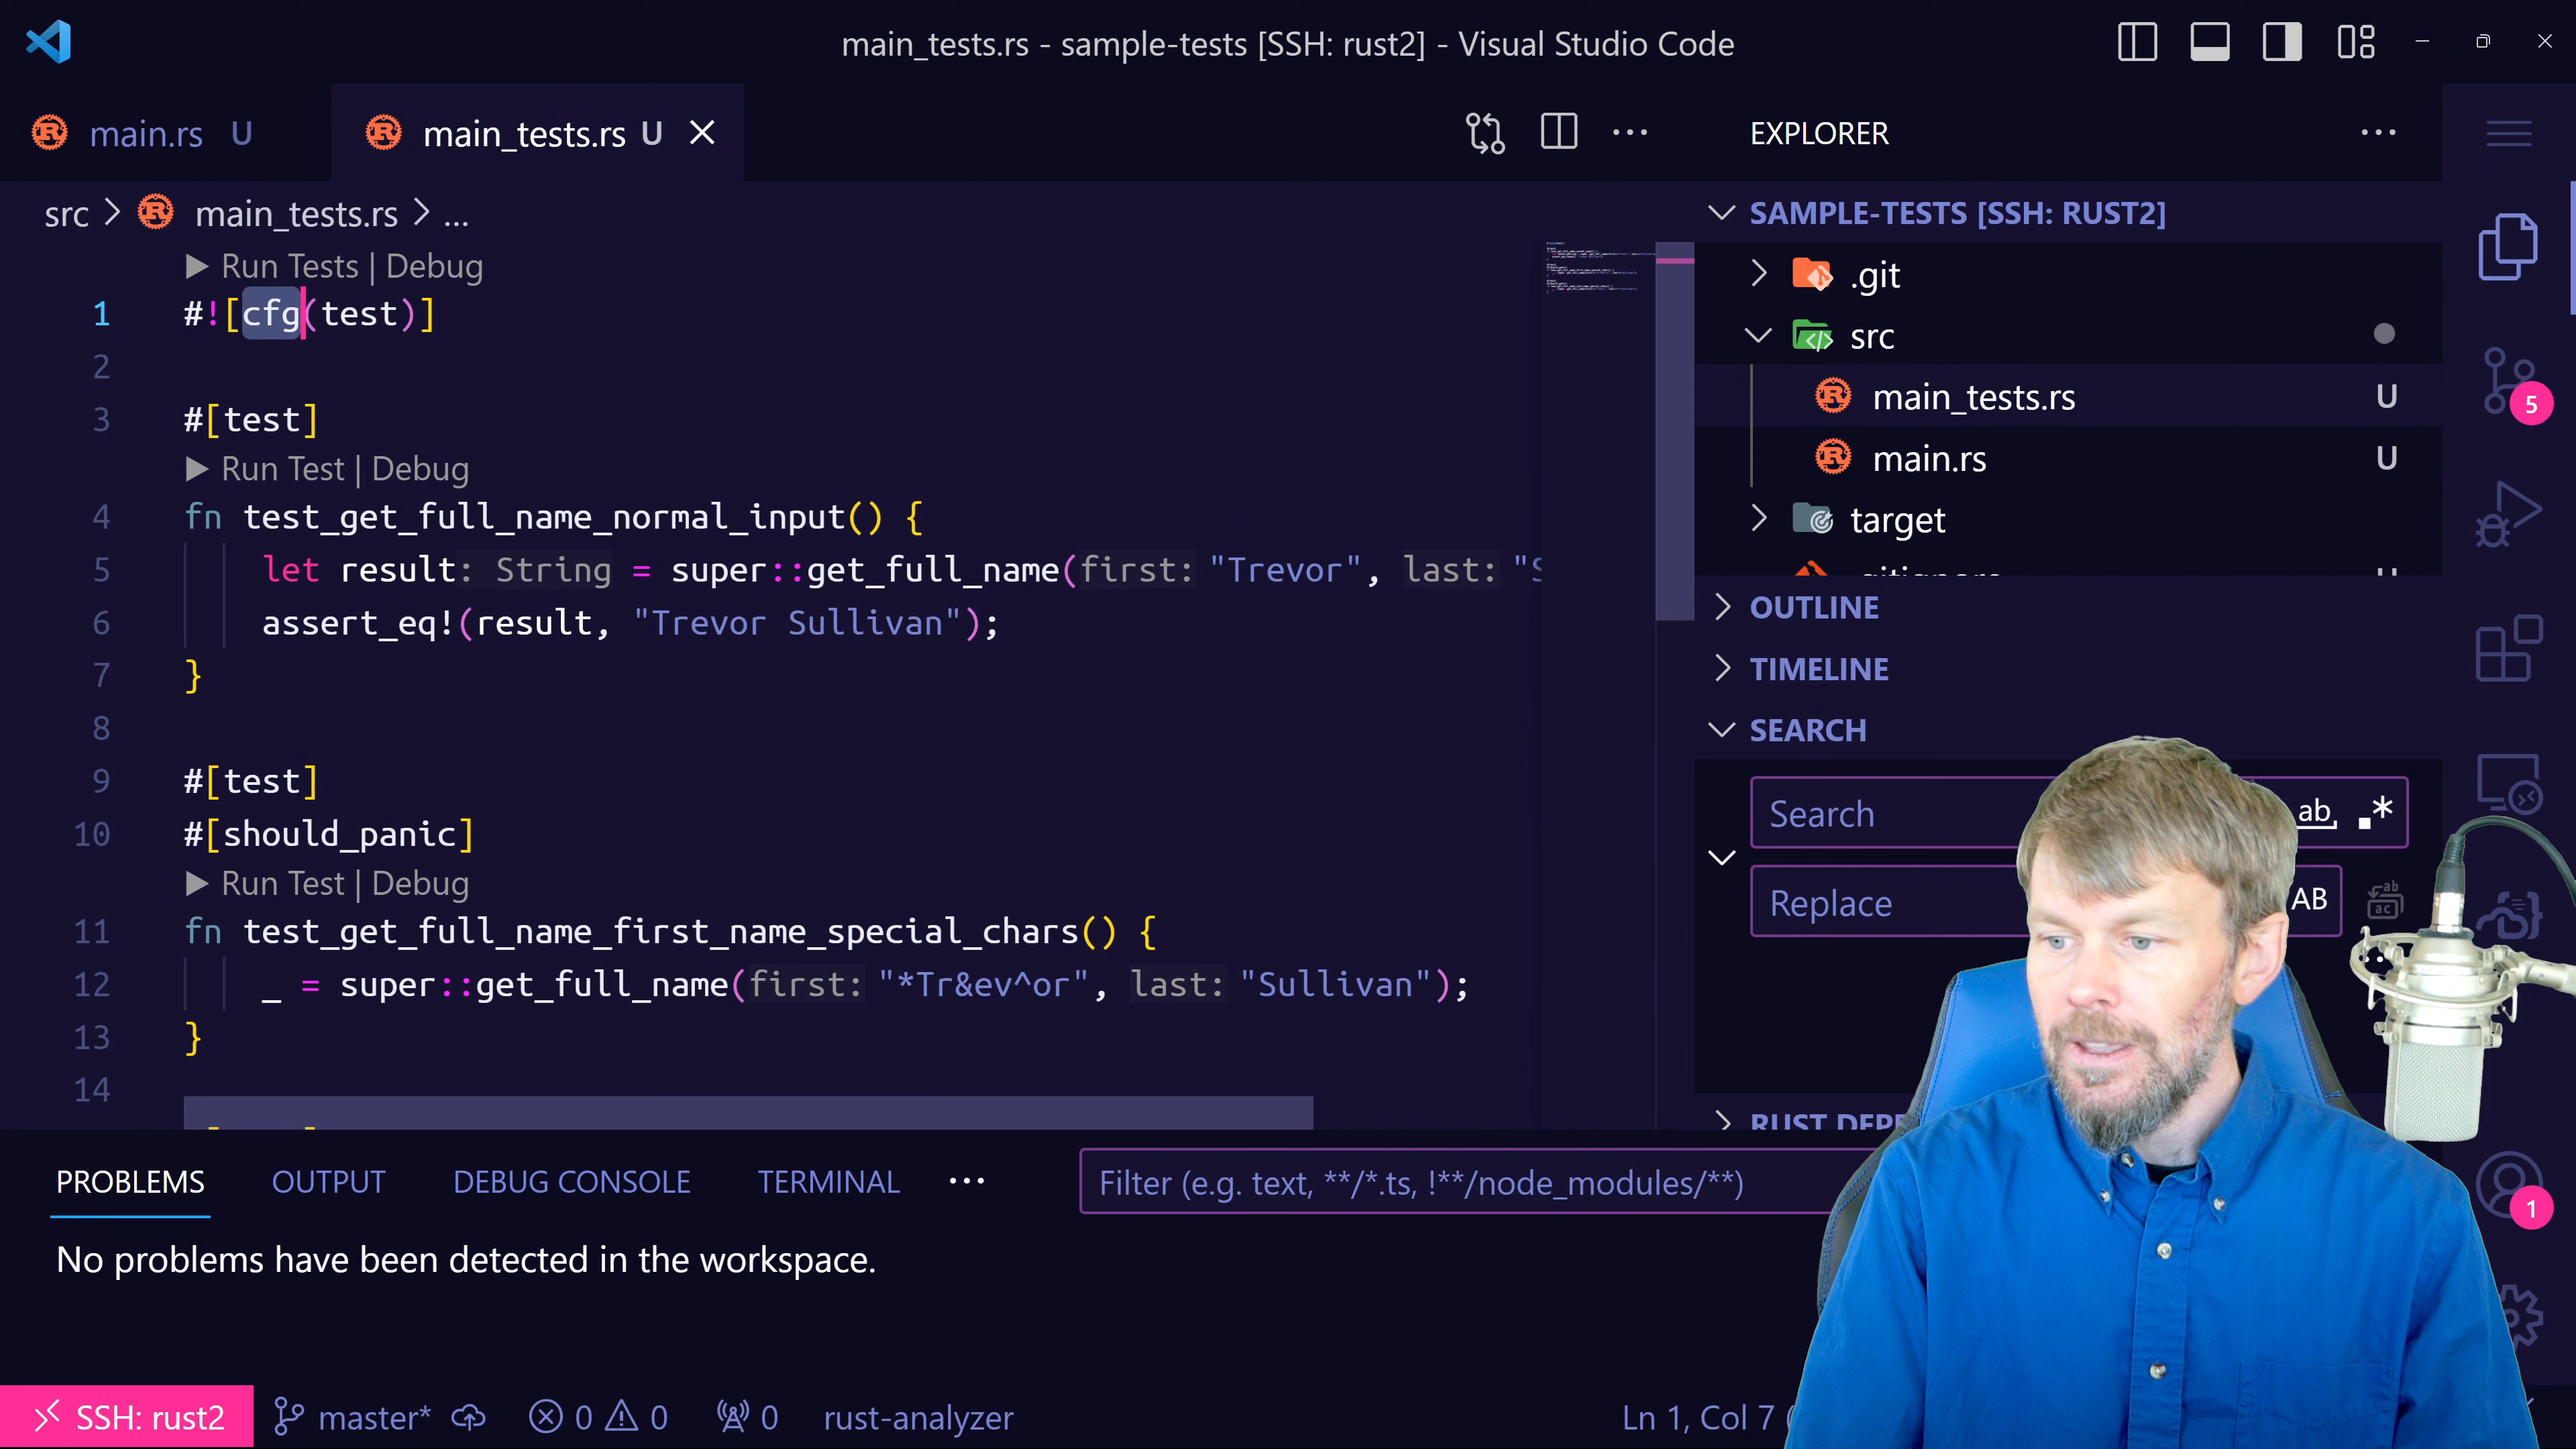 main_tests.rs - sample-tests [SSH: rust2] - Visual Studio Code
main.rs U
main_tests.rs U
src > main_tests.rs > ...
Run Tests | Debug
1 #![cfg(test)]
2
3 #[test]
Run Test | Debug
4 fn test_get_full_name_normal_input() {
5 let result: String = super::get_full_name(first: "Trevor", last: "S
6 assert_eq!(result, "Trevor Sullivan");
7 }
8
9 #[test]
10 #[should_panic]
Run Test | Debug
11 fn test_get_full_name_first_name_special_chars() {
12 _ = super::get_full_name(first: "*Tr&ev^or", last: "Sullivan");
13 }
14
EXPLORER
SAMPLE-TESTS [SSH: RUST2]
.git
src
main_tests.rs U
main.rs U
target
OUTLINE
TIMELINE
SEARCH
Search ab
Replace AB
5
1
PROBLEMS OUTPUT DEBUG CONSOLE TERMINAL
Filter (e.g. text, **/*.ts, !**/node_modules/**)
No problems have been detected in the workspace.
SSH: rust2 master* 0 0 0 rust-analyzer Ln 1, Col 7